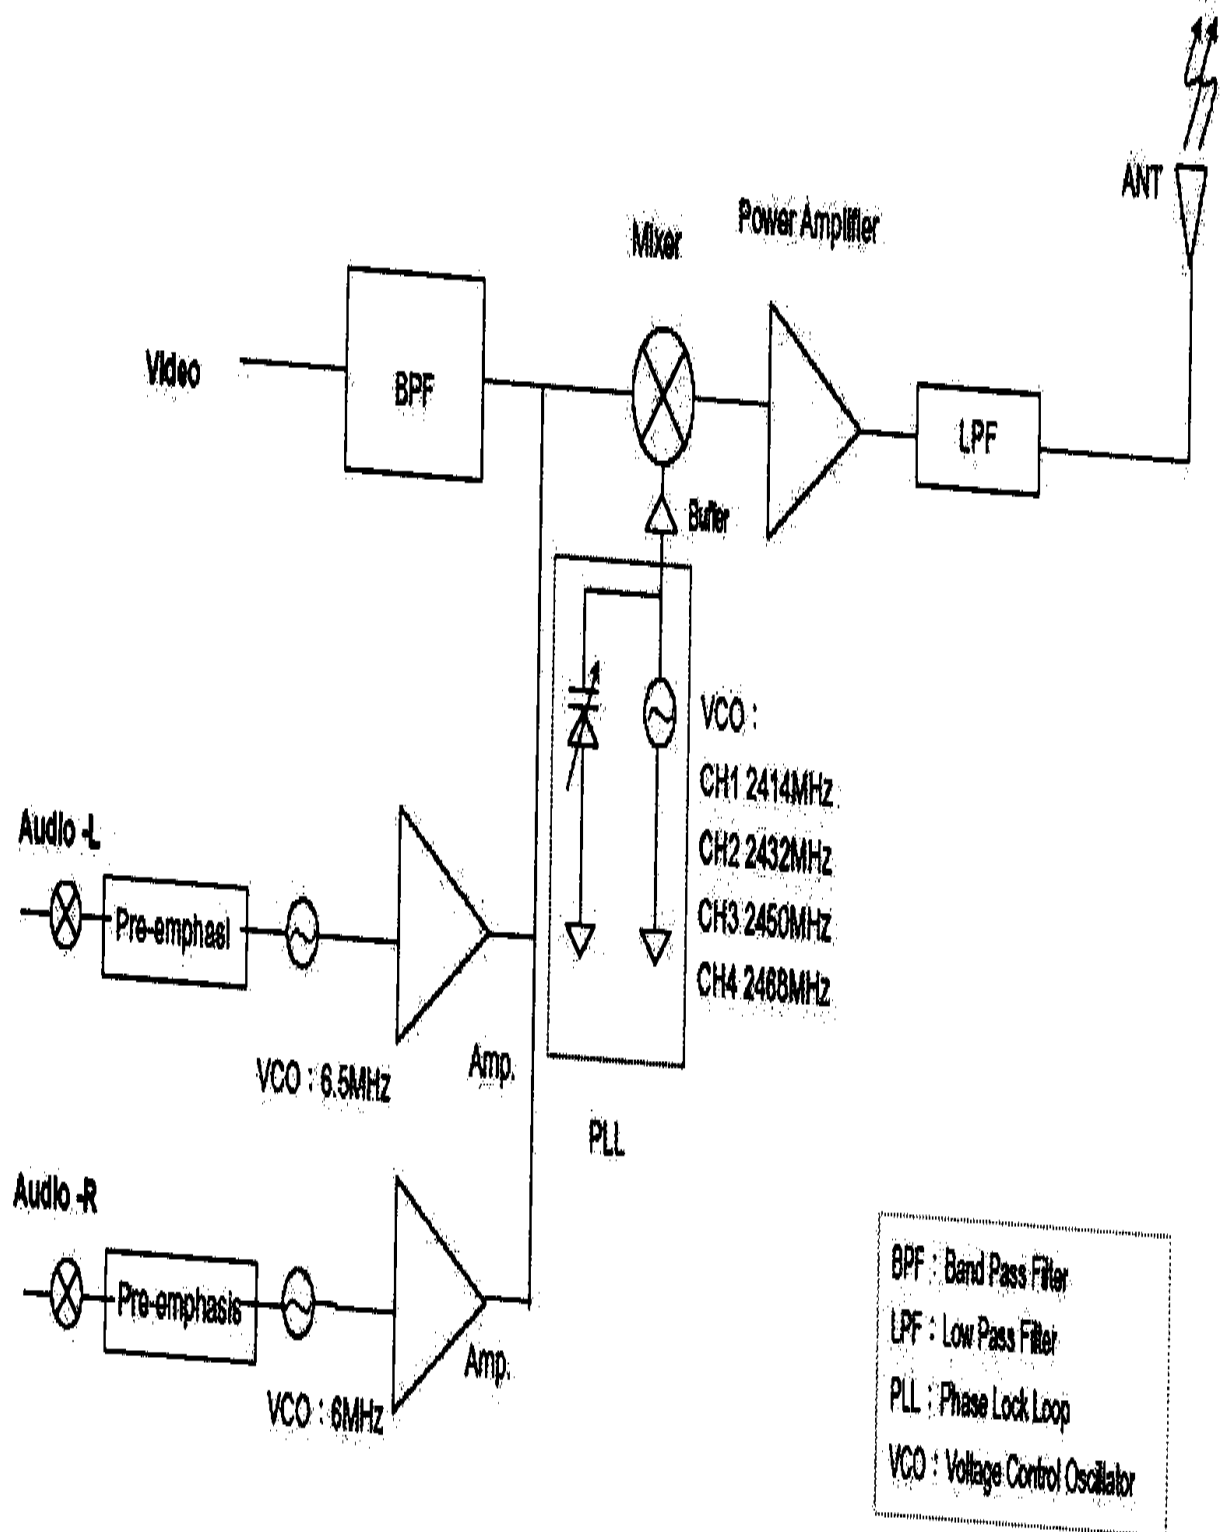 ANT
Power Amplifier
Mixer
Video
BPF
LPF
Buffer
VCO :
CH1 2414MHz
CH2 2432MHz
CH3 2450MHz
CH4 2468MHz
Audio -L
Pre-emphasi
VCO : 6.5MHz
Amp.
PLL
Audio -R
Pre-emphasis
Amp.
VCO : 6MHz
BPF : Band Pass Filter
LPF : Low Pass Filter
PLL : Phase Lock Loop
VCO : Voltage Control Oscillator